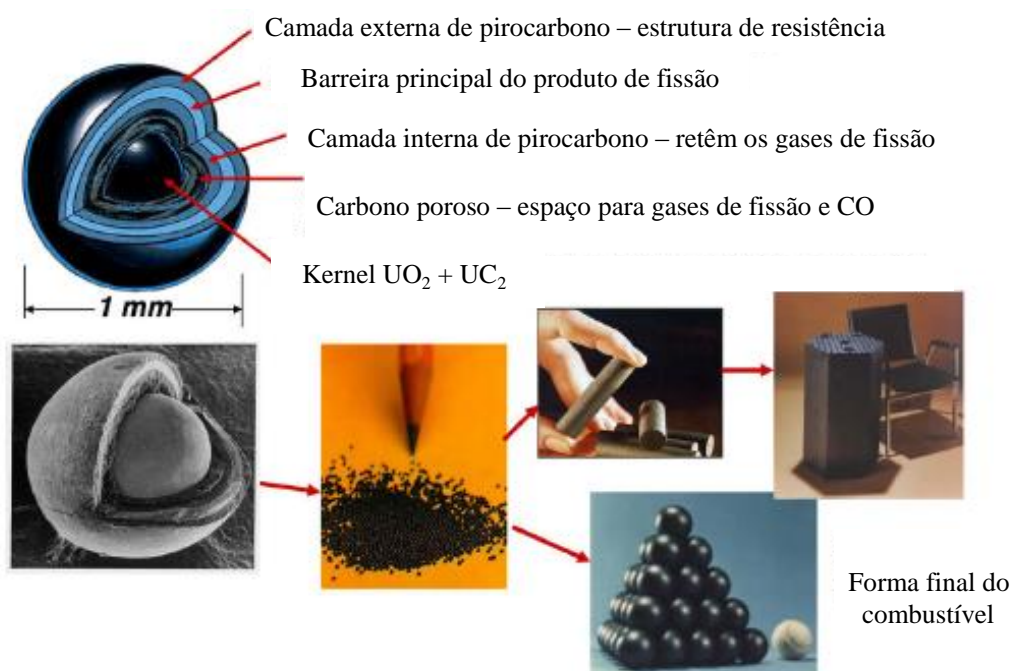 Camada externa de pirocarbono – estrutura de resistência
Barreira principal do produto de fissão
Camada interna de pirocarbono – retêm os gases de fissão
Carbono poroso – espaço para gases de fissão e CO
Kernel UO₂ + UC₂
1 mm
Forma final do
combustível